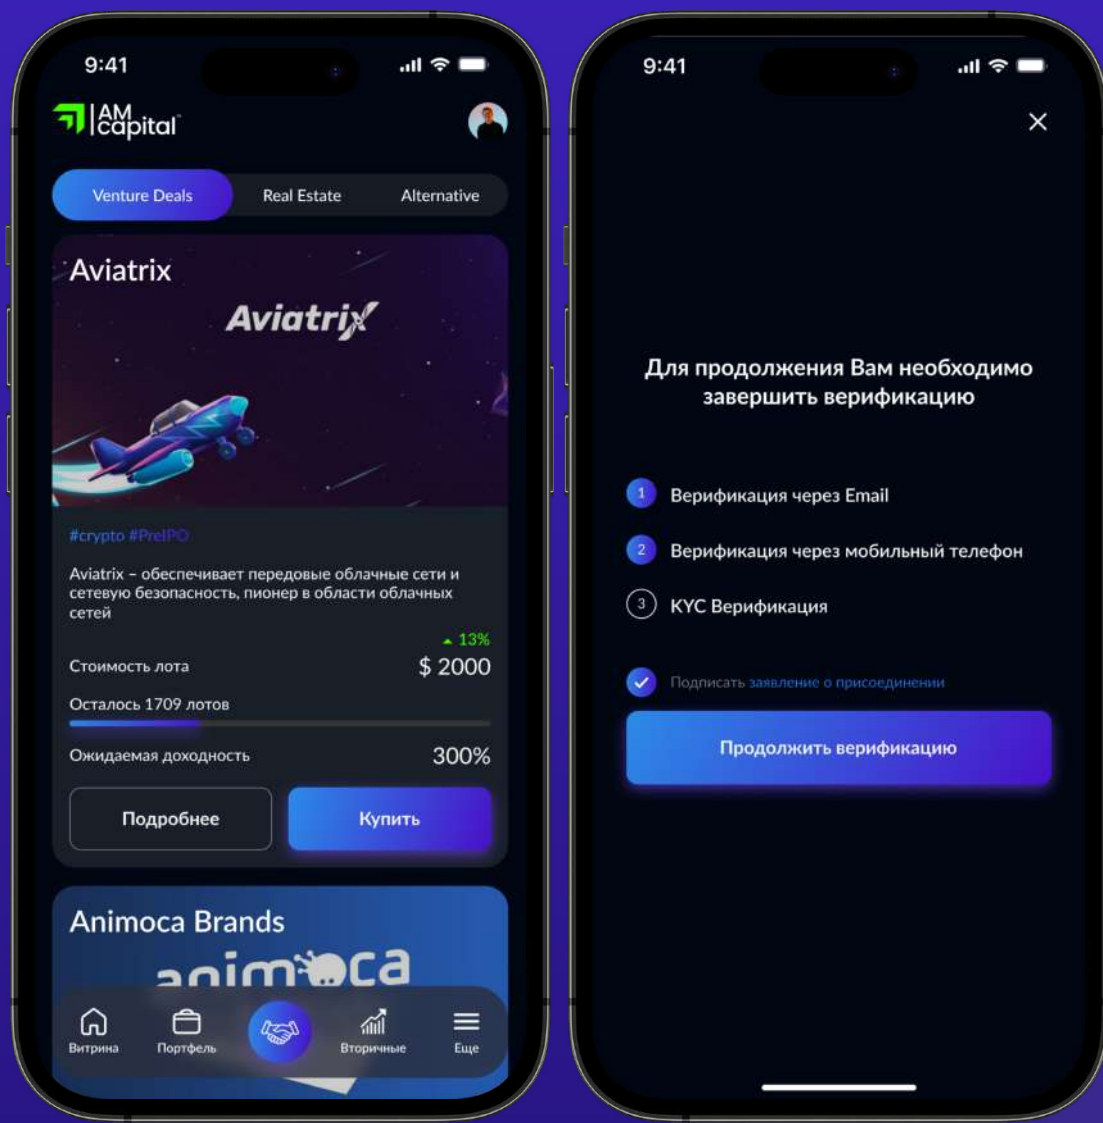 9:41
AM
capital
Venture Deals
Real Estate
Alternative
Aviatrix
Aviatrix
#crypto #PreIPO
Aviatrix – обеспечивает передовые облачные сети и
сетевую безопасность, пионер в области облачных
сетей
13%
Стоимость лота
$ 2000
Осталось 1709 лотов
Ожидаемая доходность
300%
Подробнее
Купить
Animoca Brands
animoca
Витрина
Портфель
Вторичные
Еще
9:41
Для продолжения Вам необходимо
завершить верификацию
1 Верификация через Email
2 Верификация через мобильный телефон
3 KYC Верификация
Подписать заявление о присоединении
Продолжить верификацию